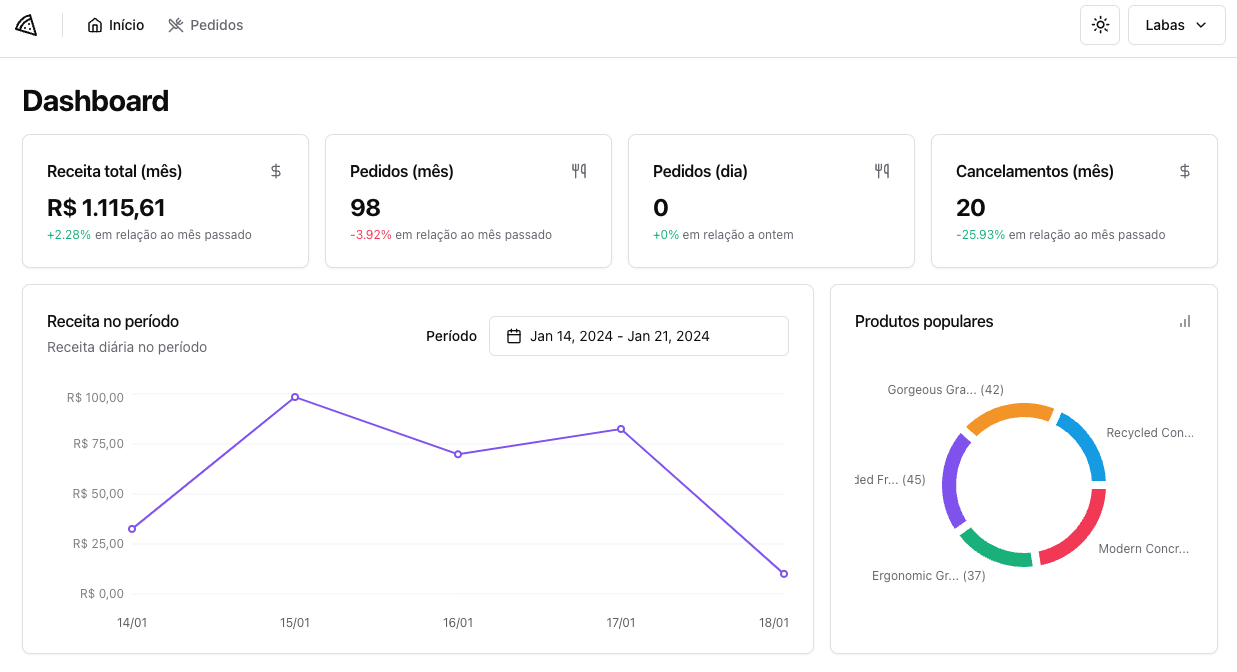 Início
Pedidos
Labas
Dashboard
Receita total (mês)
R$ 1.115,61
+2.28% em relação ao mês passado
Pedidos (mês)
98
-3.92% em relação ao mês passado
Pedidos (dia)
0
+0% em relação a ontem
Cancelamentos (mês)
20
-25.93% em relação ao mês passado
Receita no período
Receita diária no período
Período
Jan 14, 2024 - Jan 21, 2024
R$ 100,00
R$ 75,00
R$ 50,00
R$ 25,00
R$ 0,00
14/01
15/01
16/01
17/01
18/01
Produtos populares
Gorgeous Gra... (42)
Recycled Con...
ded Fr... (45)
Modern Concr...
Ergonomic Gr... (37)